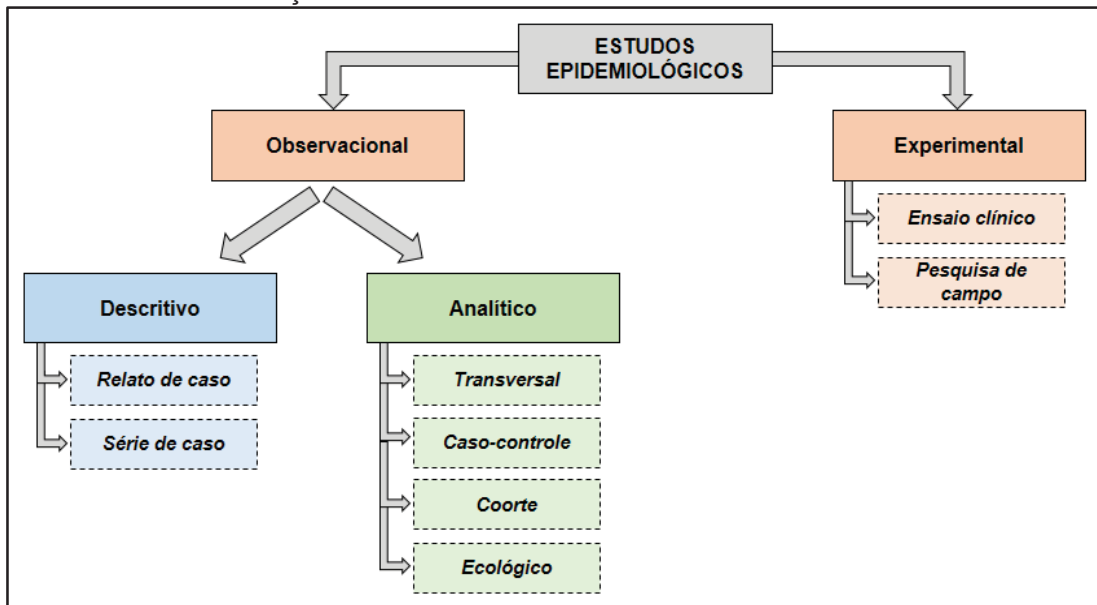 ESTUDOS
EPIDEMIOLÓGICOS
Observacional
Experimental
Ensaio clínico
Pesquisa de
campo
Descritivo
Analítico
Relato de caso
Série de caso
Transversal
Caso-controle
Coorte
Ecológico